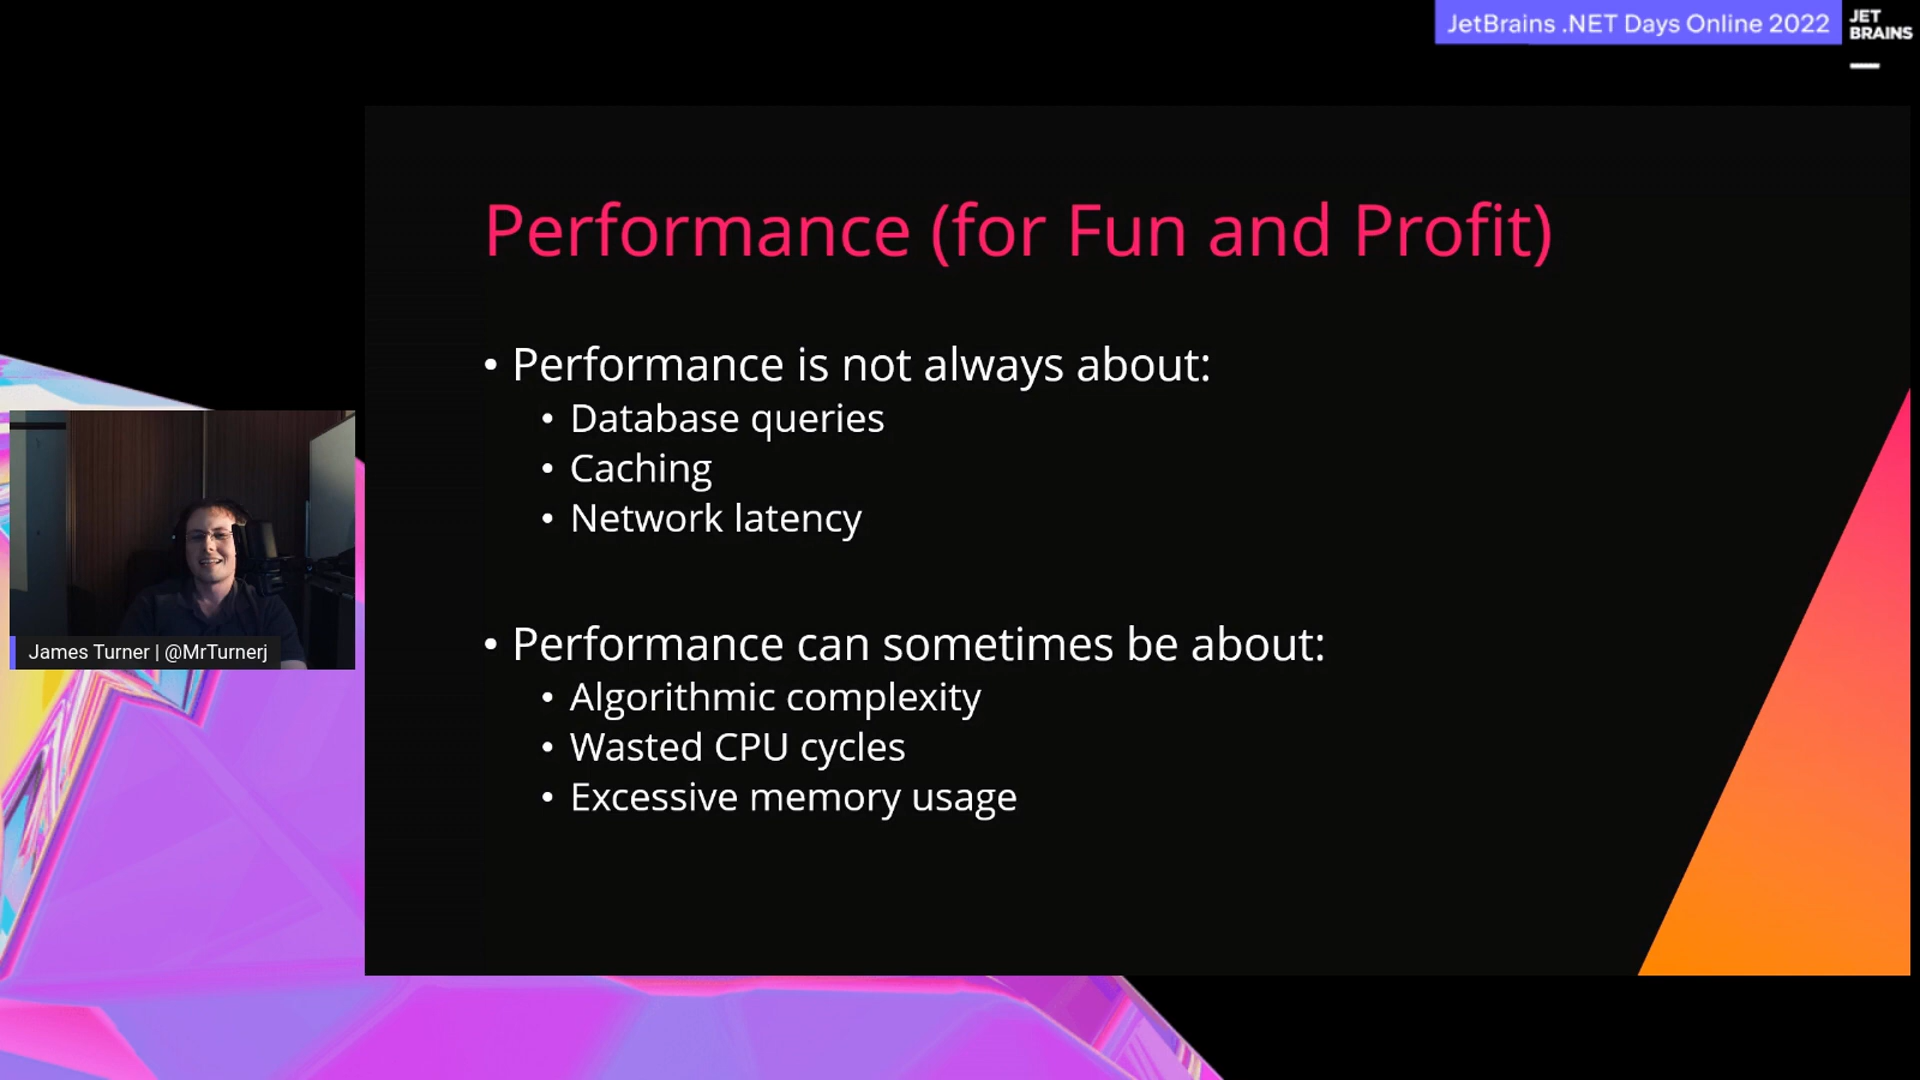 JetBrains .NET Days Online 2022
JET
BRAINS
Performance (for Fun and Profit)
• Performance is not always about:
• Database queries
• Caching
• Network latency
• Performance can sometimes be about:
• Algorithmic complexity
• Wasted CPU cycles
• Excessive memory usage
James Turner | @MrTurnerj